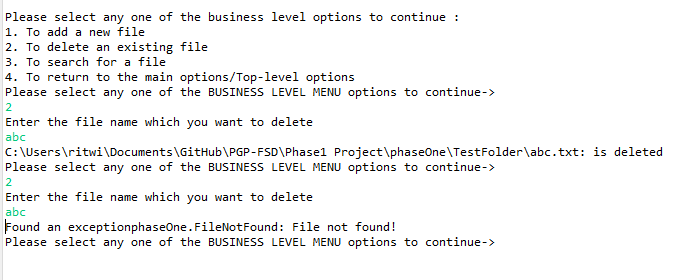 Please select any one of the business level options to continue :
1. To add a new file
2. To delete an existing file
3. To search for a file
4. To return to the main options/Top-level options
Please select any one of the BUSINESS LEVEL MENU options to continue->
2
Enter the file name which you want to delete
abc
C:\Users\ritwi\Documents\GitHub\PGP-FSD\Phase1 Project\phaseOne\TestFolder\abc.txt: is deleted
Please select any one of the BUSINESS LEVEL MENU options to continue->
2
Enter the file name which you want to delete
abc
Found an exceptionphaseOne.FileNotFound: File not found!
Please select any one of the BUSINESS LEVEL MENU options to continue->